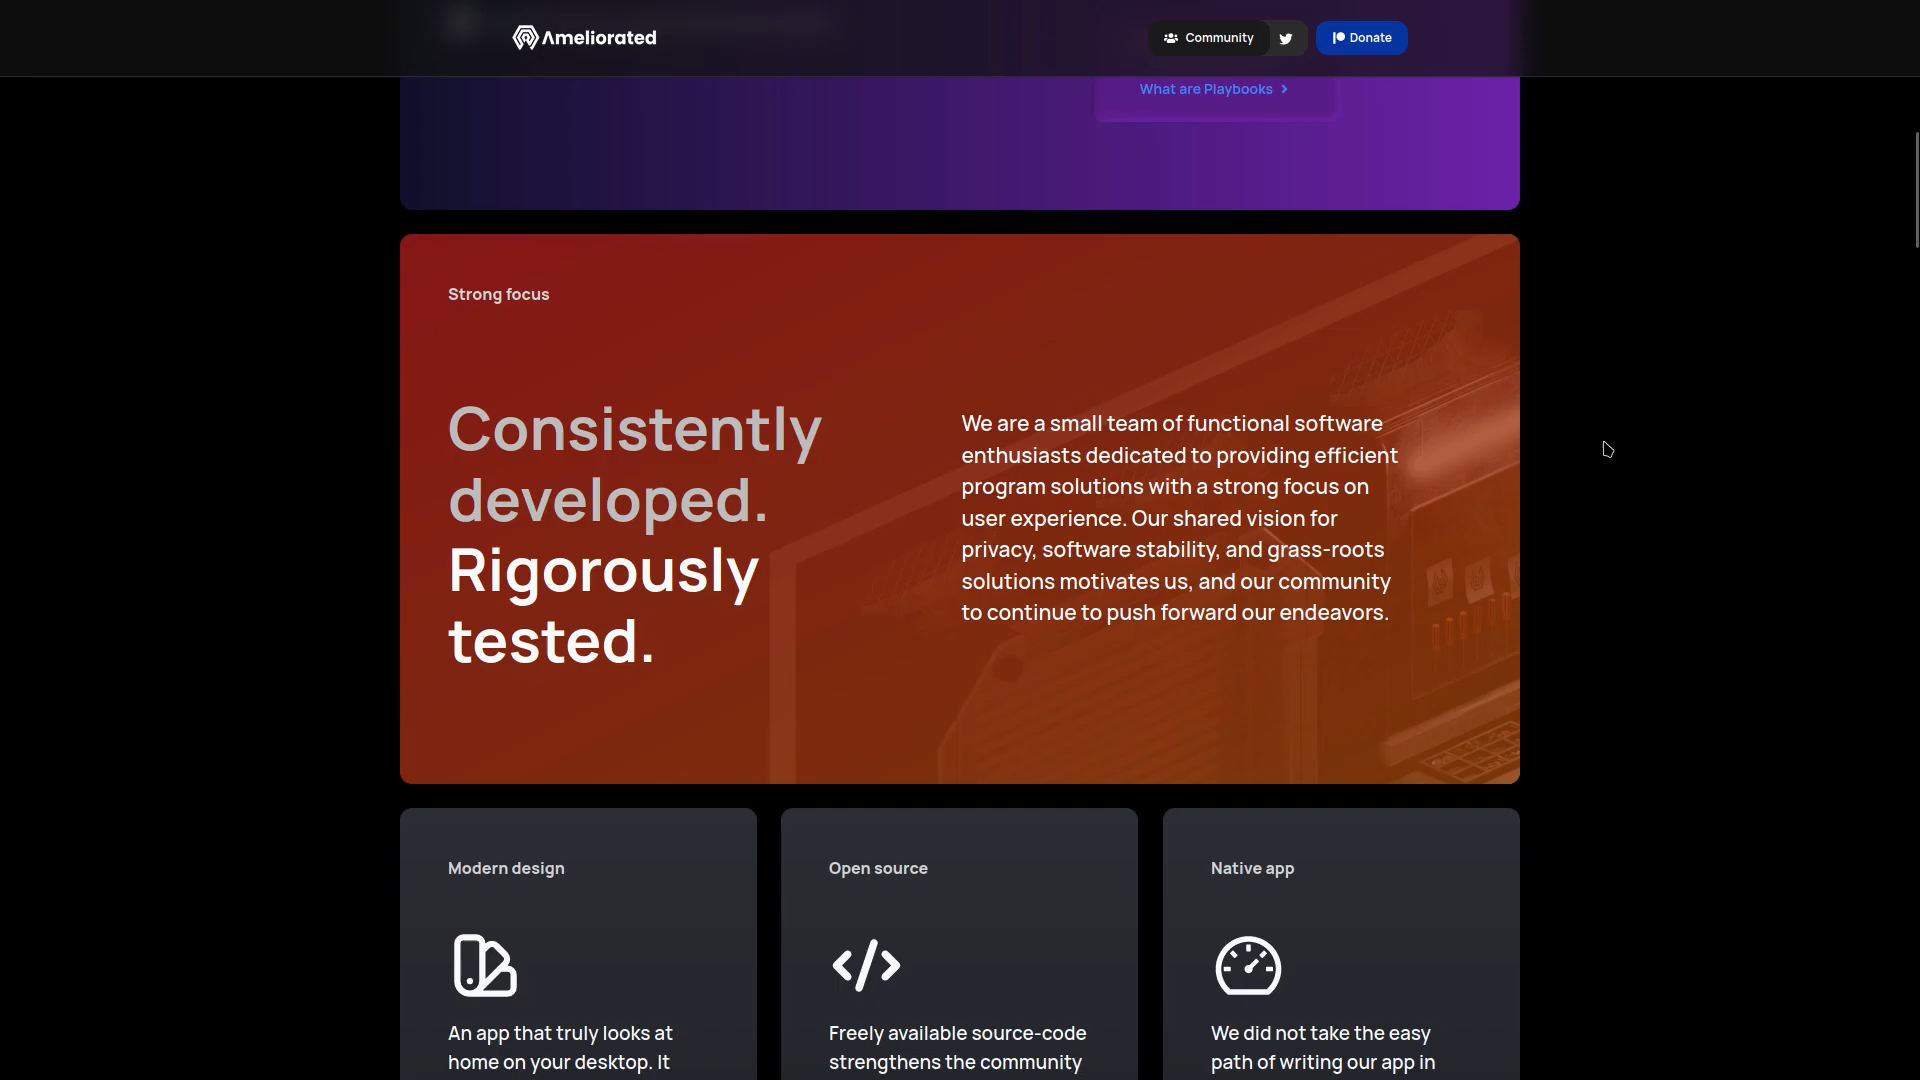 Ameliorated
Community
Donate
What are Playbooks
Strong focus
Consistently
developed.
Rigorously
tested.
We are a small team of functional software
enthusiasts dedicated to providing efficient
program solutions with a strong focus on
user experience. Our shared vision for
privacy, software stability, and grass-roots
solutions motivates us, and our community
to continue to push forward our endeavors.
Modern design
An app that truly looks at
home on your desktop. It
Open source
Freely available source-code
strengthens the community
Native app
We did not take the easy
path of writing our app in